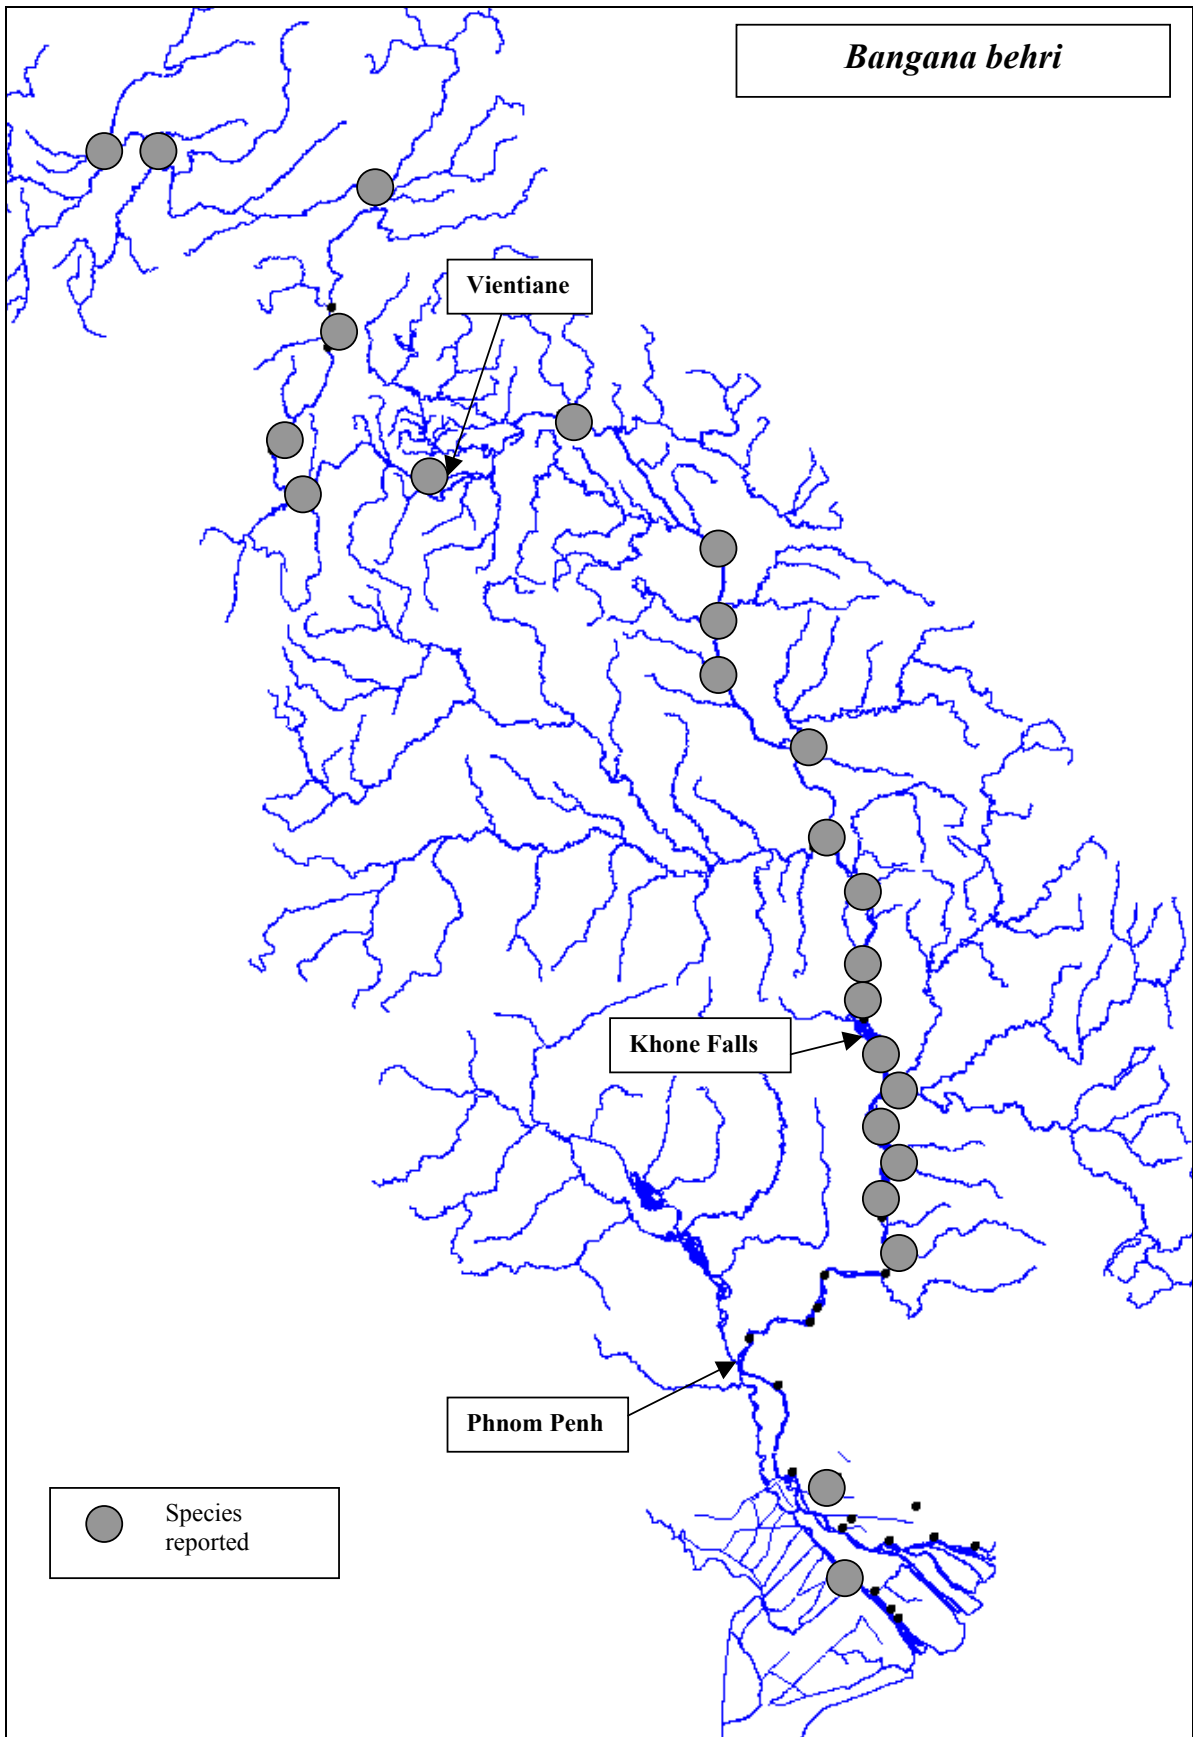 Bangana behri
Vientiane
Khone Falls
Phnom Penh
Species
reported